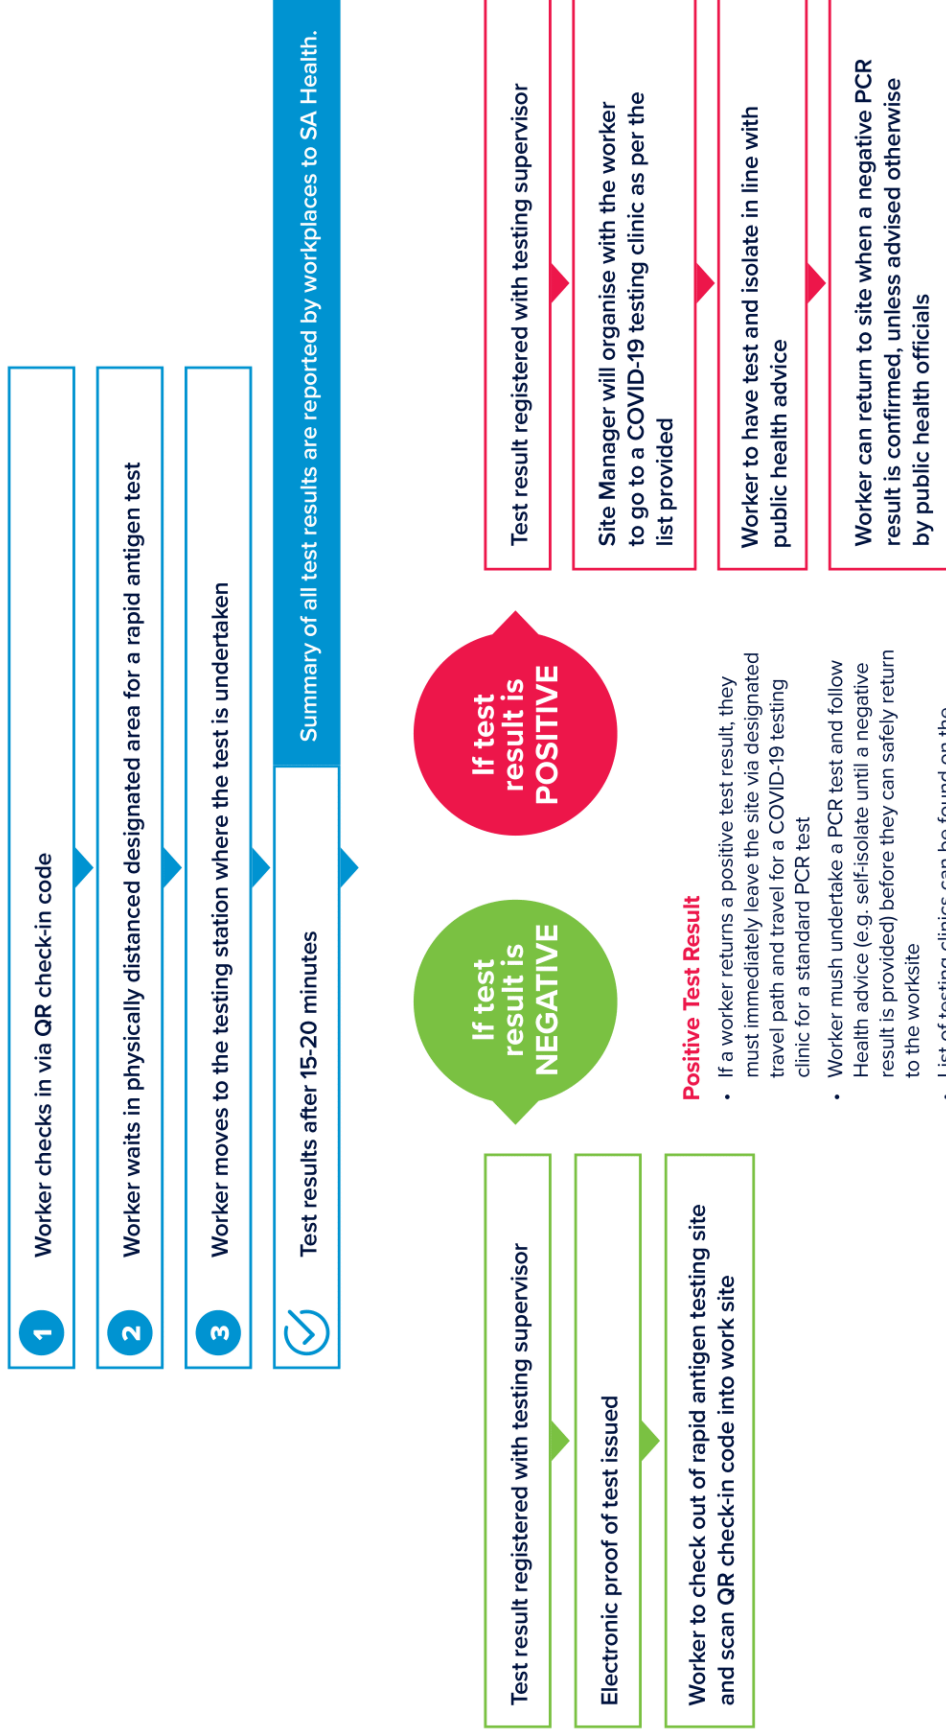 1 Worker checks in via QR check-in code
2 Worker waits in physically distanced designated area for a rapid antigen test
3 Worker moves to the testing station where the test is undertaken
Test results after 15-20 minutes
Summary of all test results are reported by workplaces to SA Health.
If test
result is
NEGATIVE
If test
result is
POSITIVE
Test result registered with testing supervisor
Electronic proof of test issued
Worker to check out of rapid antigen testing site
and scan QR check-in code into work site
Test result registered with testing supervisor
Site Manager will organise with the worker
to go to a COVID-19 testing clinic as per the
list provided
Worker to have test and isolate in line with
public health advice
Worker can return to site when a negative PCR
result is confirmed, unless advised otherwise
by public health officials
Positive Test Result
• If a worker returns a positive test result, they
must immediately leave the site via designated
travel path and travel for a COVID-19 testing
clinic for a standard PCR test
• Worker mush undertake a PCR test and follow
Health advice (e.g. self-isolate until a negative
result is provided) before they can safely return
to the worksite
• List of testing clinics can be found on the